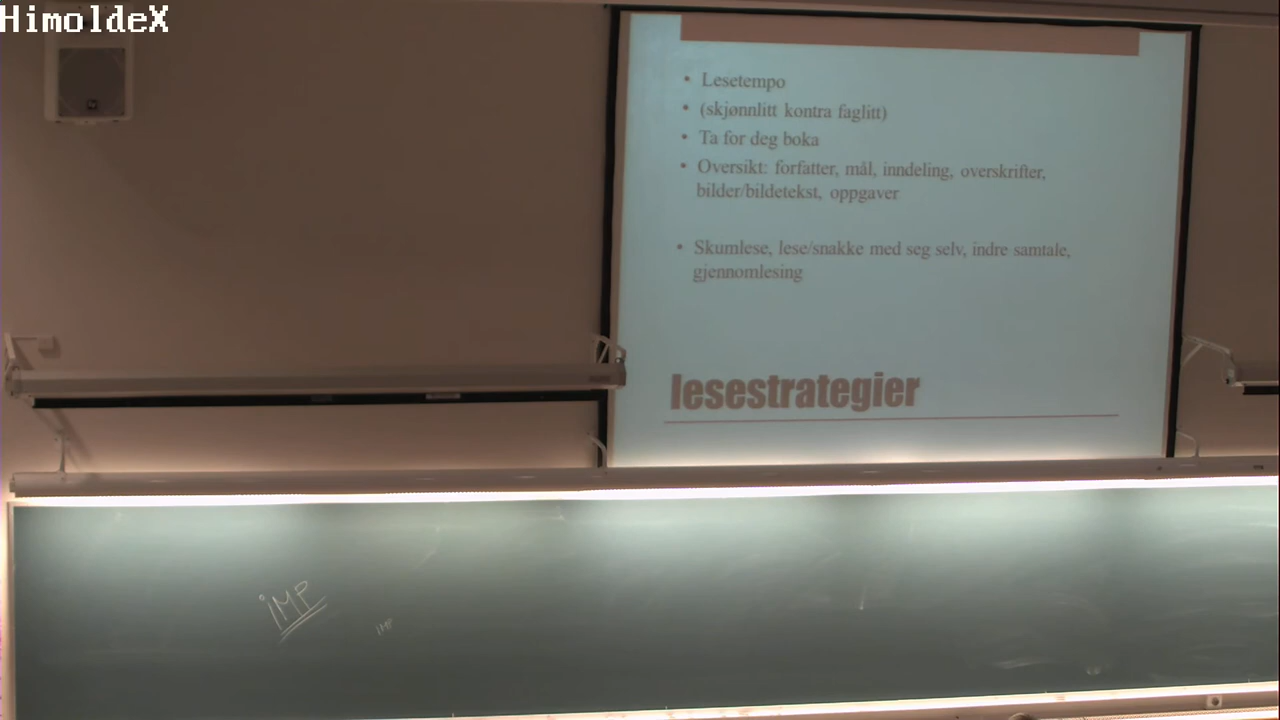 HimoldeX
• Lesetempo
• (skjønnlitt kontra faglitt)
• Ta for deg boka
• Oversikt: forfatter, mål, inndeling, overskrifter,
bilder/bildetekst, oppgaver
• Skumlese, lese/snakke med seg selv, indre samtale,
gjennomlesing
lesestrategier
iMP
IMP